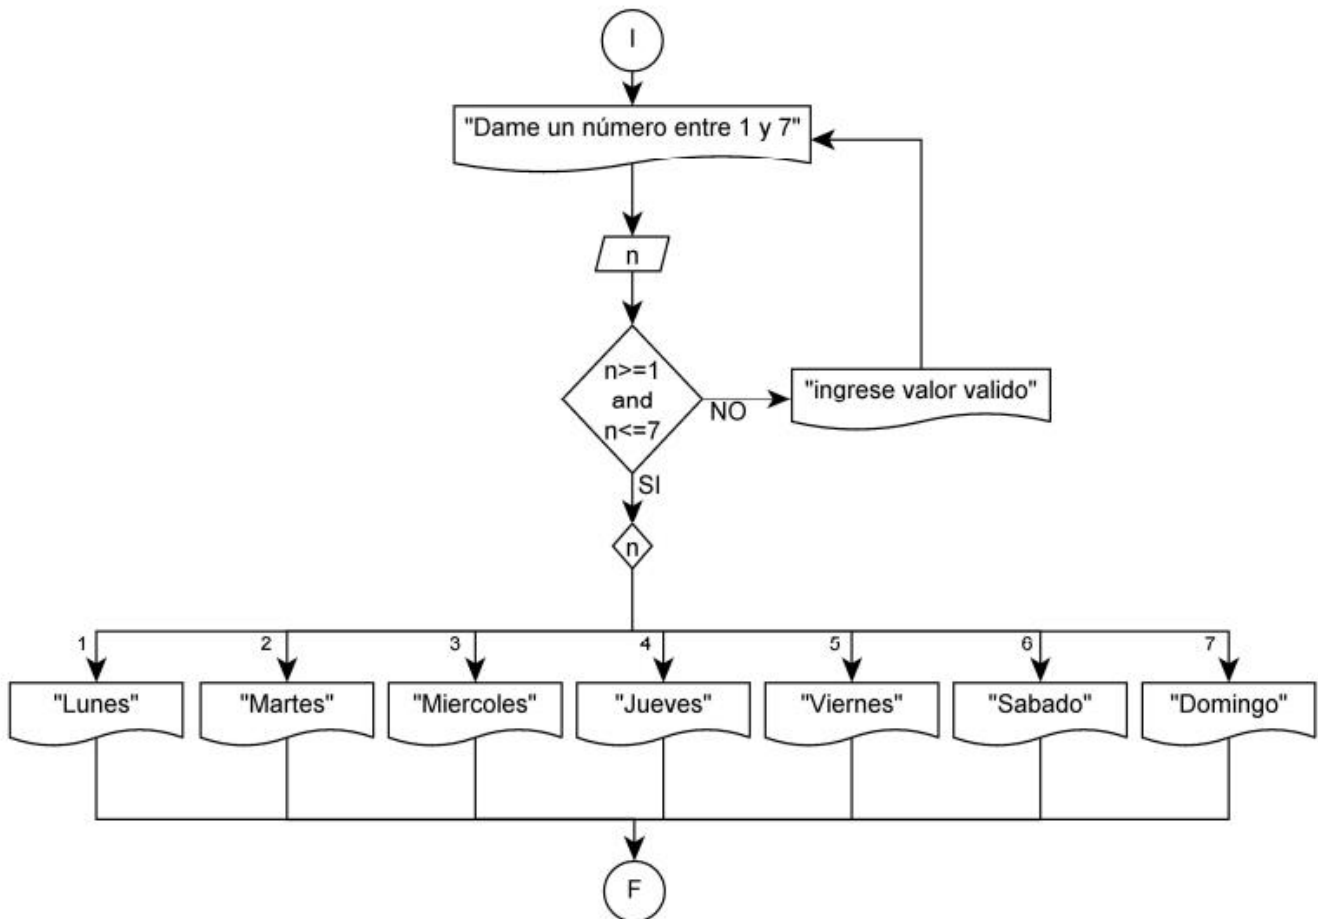 I
"Dame un número entre 1 y 7"
n
n>=1
and
n<=7
NO
"ingrese valor valido"
SI
n
1
2
3
4
5
6
7
"Lunes"
"Martes"
"Miercoles"
"Jueves"
"Viernes"
"Sabado"
"Domingo"
F